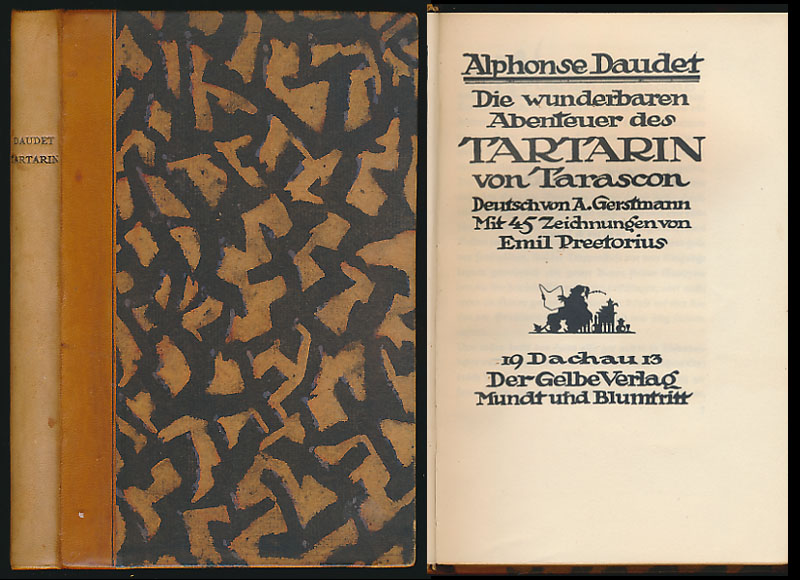 DAUDET
TARTARIN
Alphonse Daudet
Die wunderbaren
Abenteuer des
TARTARIN
von Tarascon
Deutsch von A. Gerstmann
Mit 45 Zeichnungen von
Emil Preetorius
19 Dachau 13
Der Gelbe Verlag
Mundt und Blumtritt